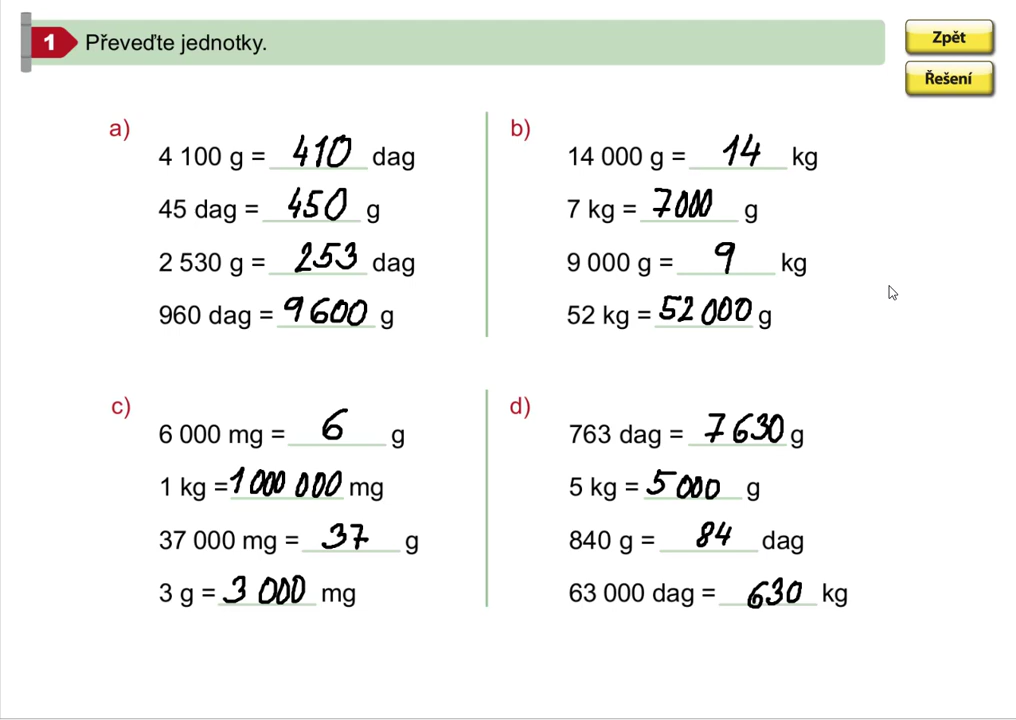 1 Převeďte jednotky.
Zpět
Řešení
a)
4 100 g = 410 dag
45 dag = 450 g
2 530 g = 253 dag
960 dag = 9600 g
b)
14 000 g = 14 kg
7 kg = 7000 g
9 000 g = 9 kg
52 kg = 52 000 g
c)
6 000 mg = 6 g
1 kg = 1 000 000 mg
37 000 mg = 37 g
3 g = 3 000 mg
d)
763 dag = 7 630 g
5 kg = 5 000 g
840 g = 84 dag
63 000 dag = 630 kg